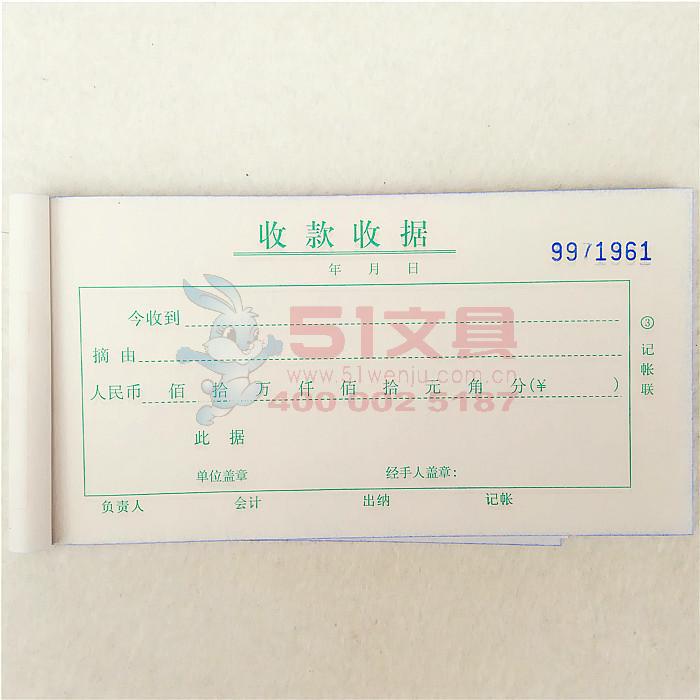 收款收据
9971961
年 月 日
今收到
摘由
人民币 佰 拾 万 仟 佰 拾 元 角 分(¥ )
此 据
单位盖章 经手人盖章:
负责人 会计 出纳 记帐
③记帐联
51文具
www.51wenju.com.cn
400 002 5187